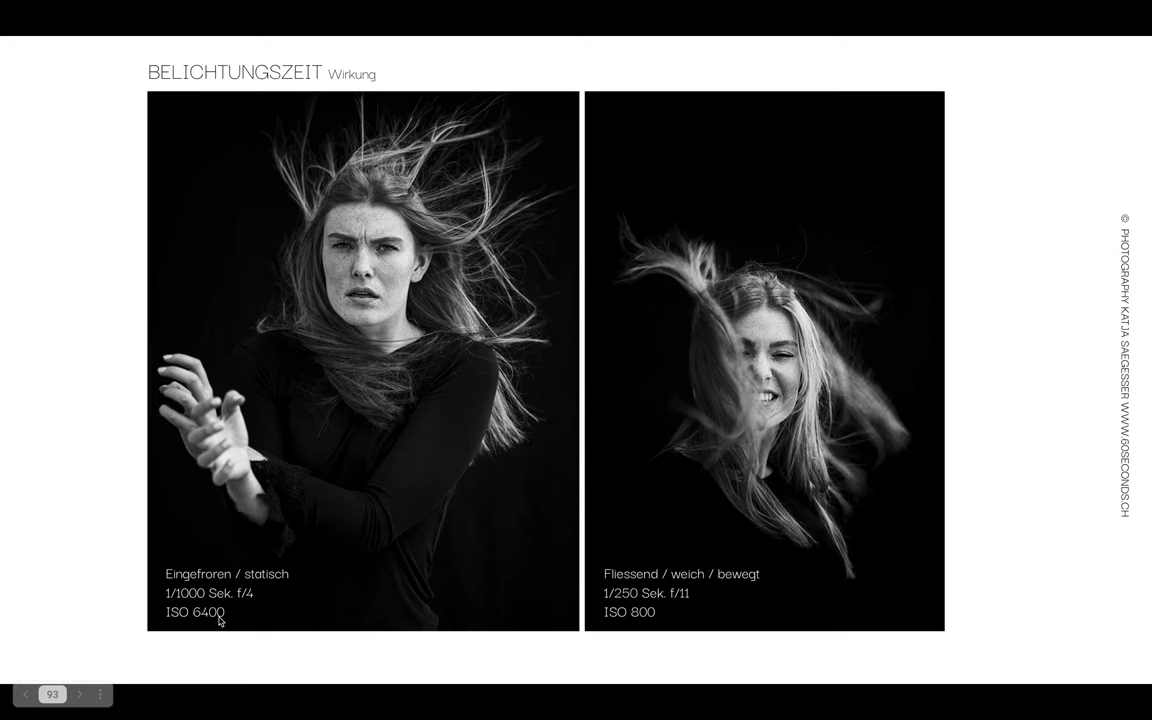 BELICHTUNGSZEIT Wirkung
Eingefroren / statisch
1/1000 Sek. f/4
ISO 6400
Fliessend / weich / bewegt
1/250 Sek. f/11
ISO 800
© PHOTOGRAPHY KATJA SAEGESSER WWW.60SECONDS.CH
93